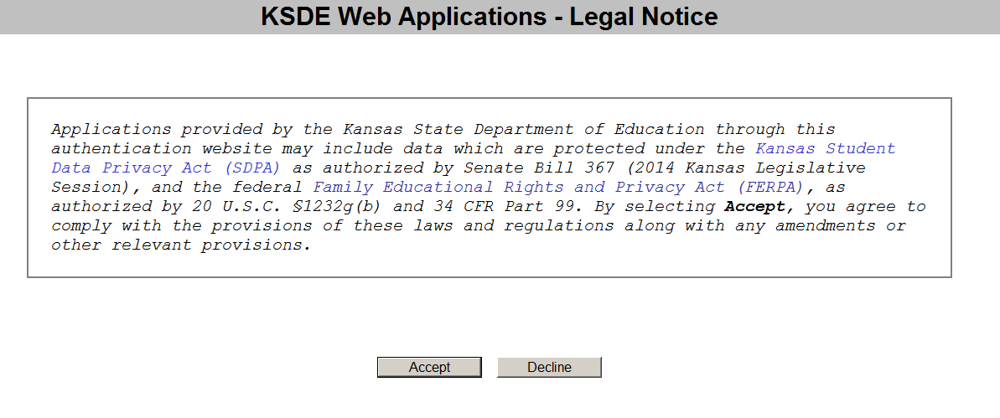 KSDE Web Applications - Legal Notice
Applications provided by the Kansas State Department of Education through this
authentication website may include data which are protected under the Kansas Student
Data Privacy Act (SDPA) as authorized by Senate Bill 367 (2014 Kansas Legislative
Session), and the federal Family Educational Rights and Privacy Act (FERPA), as
authorized by 20 U.S.C. §1232g(b) and 34 CFR Part 99. By selecting Accept, you agree to
comply with the provisions of these laws and regulations along with any amendments or
other relevant provisions.
Accept Decline